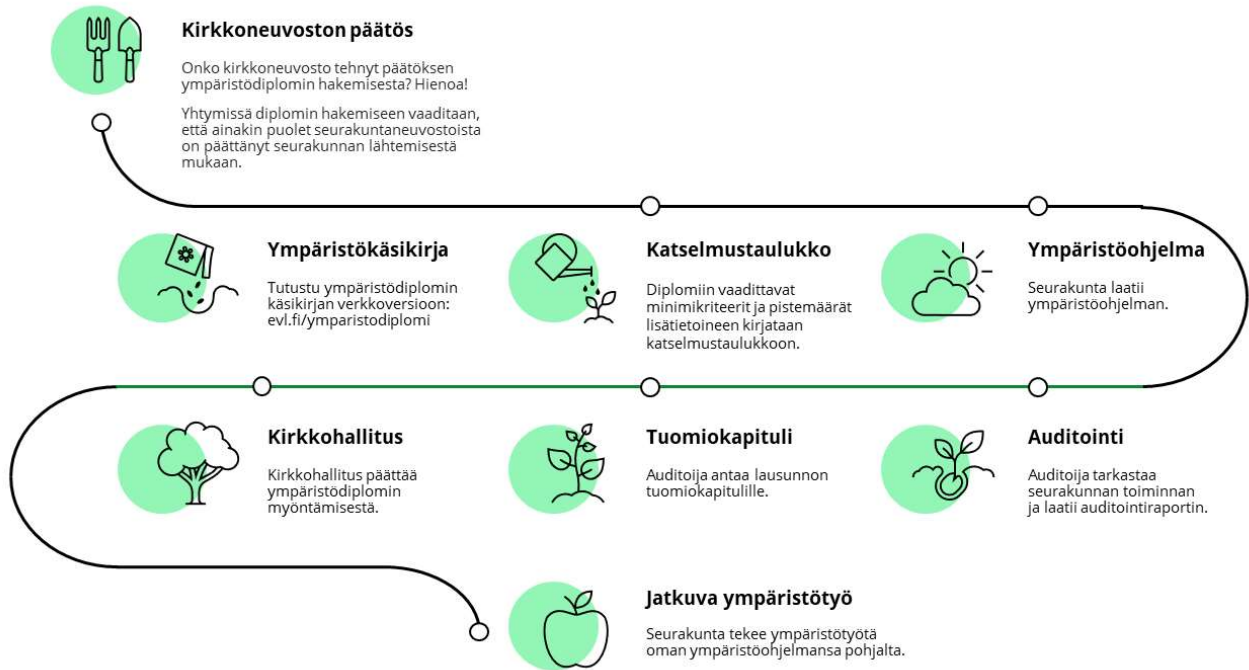 Kirkkoneuvoston päätös
Onko kirkkoneuvosto tehnyt päätöksen
ympäristödiplomin hakemisesta? Hienoa!
Yhtymissä diplomin hakemiseen vaaditaan,
että ainakin puolet seurakuntaneuvostoista
on päättänyt seurakunnan lähtemisestä
mukaan.
Ympäristökäsikirja
Tutustu ympäristödiplomin
käsikirjan verkkoversioon:
evl.fi/ymparistodiplomi
Katselmustaulukko
Diplomiin vaadittavat
minimikriteerit ja pistemäärät
lisätietoineen kirjataan
katselmustaulukkoon.
Ympäristöohjelma
Seurakunta laatii
ympäristöohjelman.
Auditointi
Auditoija tarkastaa
seurakunnan toiminnan
ja laatii auditointiraportin.
Tuomiokapituli
Auditoija antaa lausunnon
tuomiokapitulille.
Kirkkohallitus
Kirkkohallitus päättää
ympäristödiplomin
myöntämisestä.
Jatkuva ympäristötyö
Seurakunta tekee ympäristötyötä
oman ympäristöohjelmansa pohjalta.